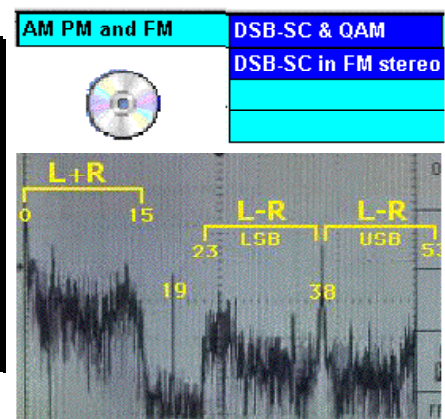 AM PM and FM
DSB-SC & QAM
DSB-SC in FM stereo
L+R
0 15
L-R L-R
LSB USB
23 53
19 38